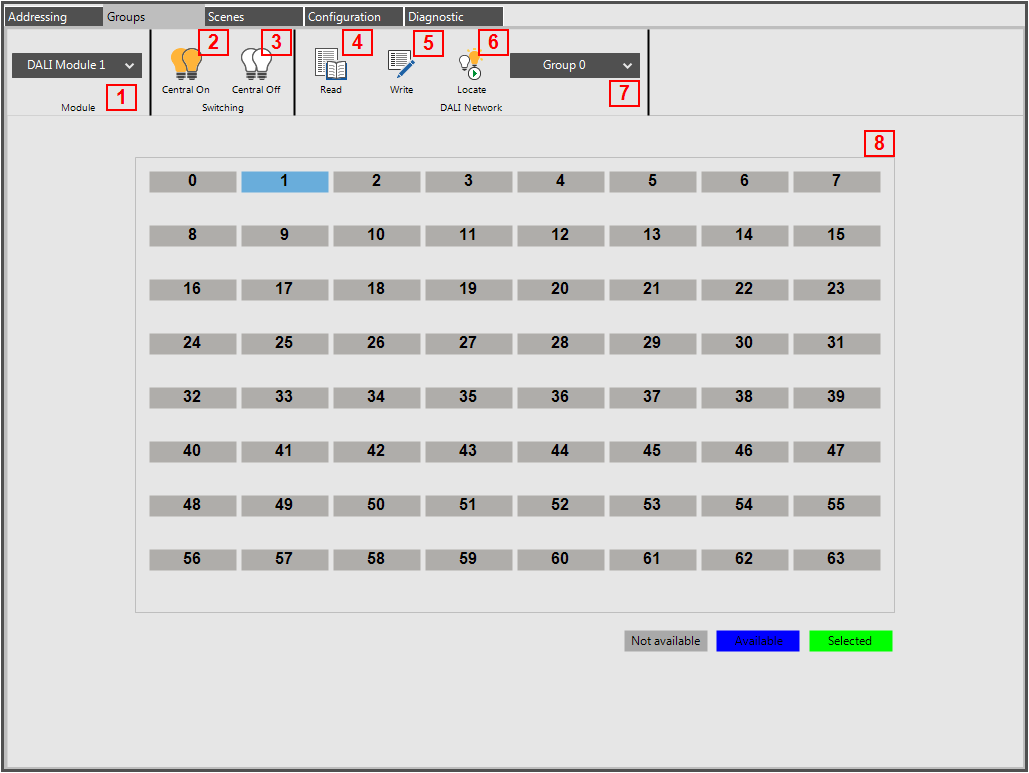 Addressing Groups Scenes Configuration Diagnostic
2 3 4 5 6
DALI Module 1 Group 0
Central On Central Off Read Write Locate
1 7
Module Switching DALI Network
8
0 1 2 3 4 5 6 7
8 9 10 11 12 13 14 15
16 17 18 19 20 21 22 23
24 25 26 27 28 29 30 31
32 33 34 35 36 37 38 39
40 41 42 43 44 45 46 47
48 49 50 51 52 53 54 55
56 57 58 59 60 61 62 63
Not available Available Selected